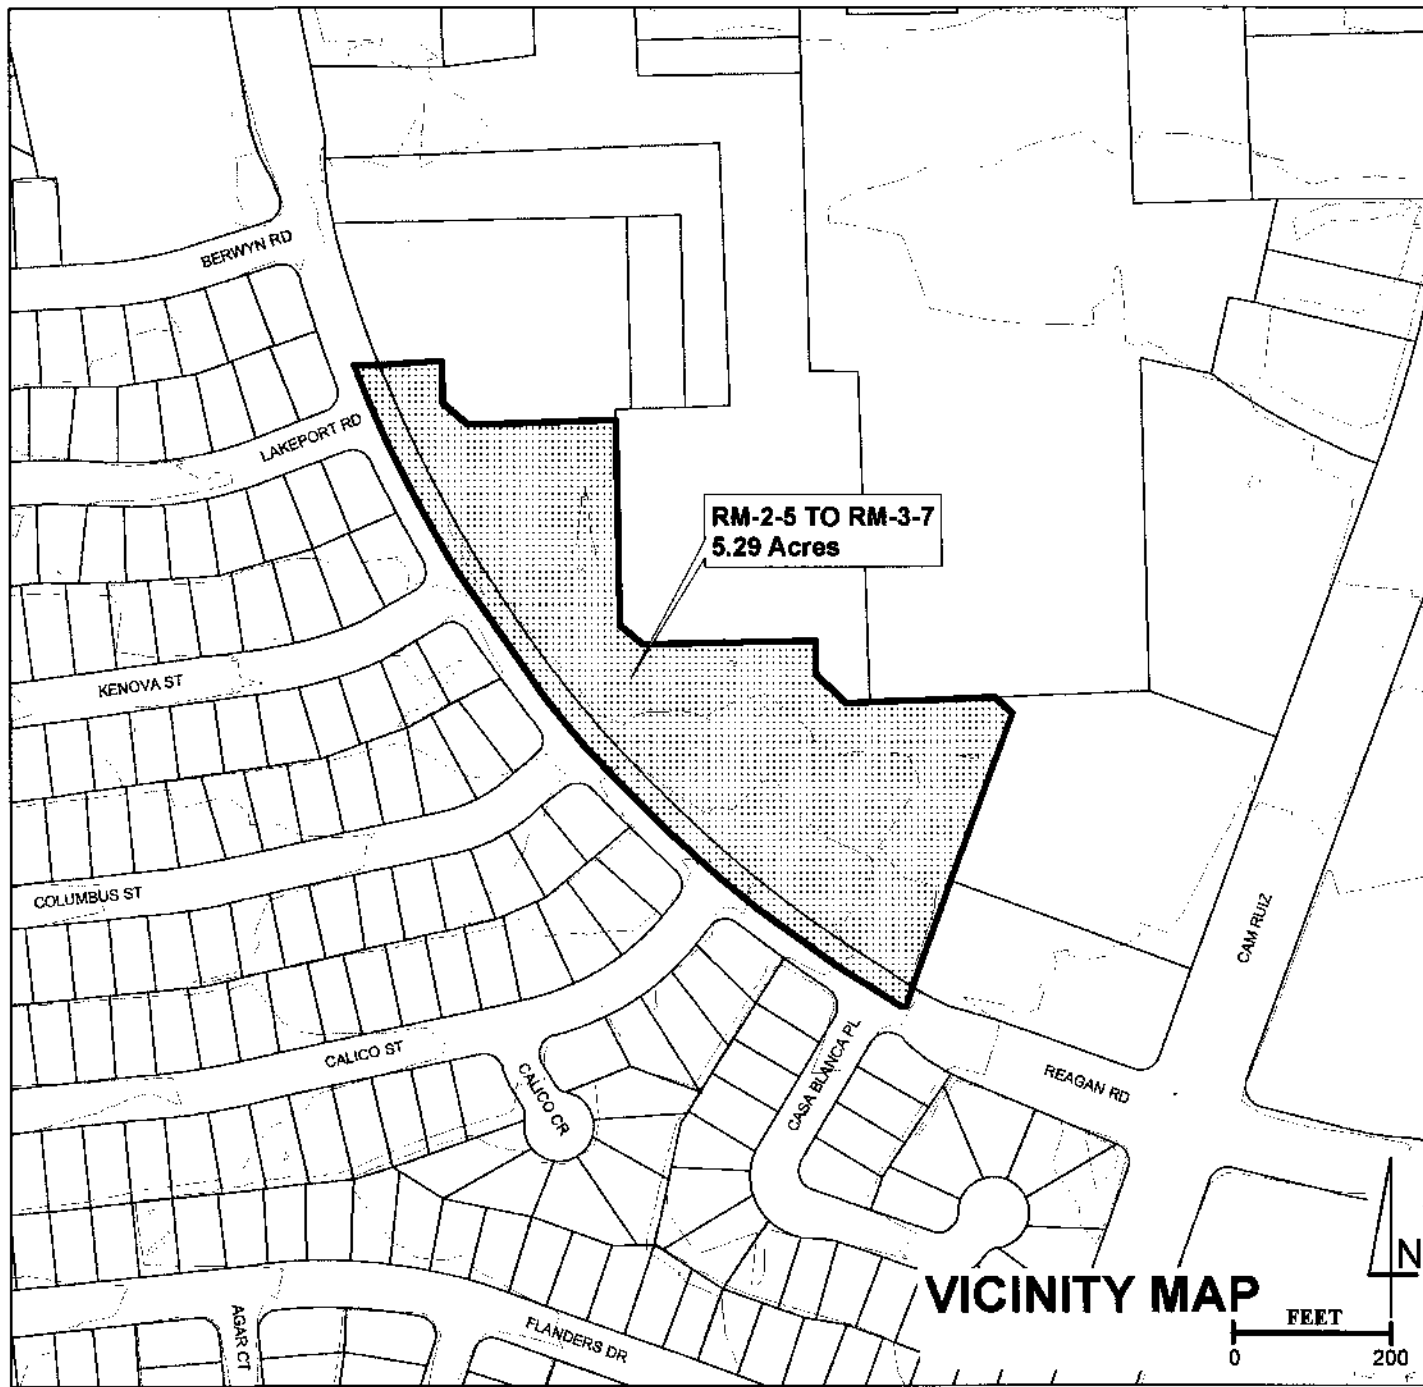 BERWYN RD
LAKEPORT RD
RM-2-5 TO RM-3-7
5.29 Acres
KENOVA ST
COLUMBUS ST
CAM RUIZ
CALICO ST
CALICO CR
CASA BLANCA PL
REAGAN RD
N
VICINITY MAP
FEET
0 200
AGAR CT
FLANDERS DR